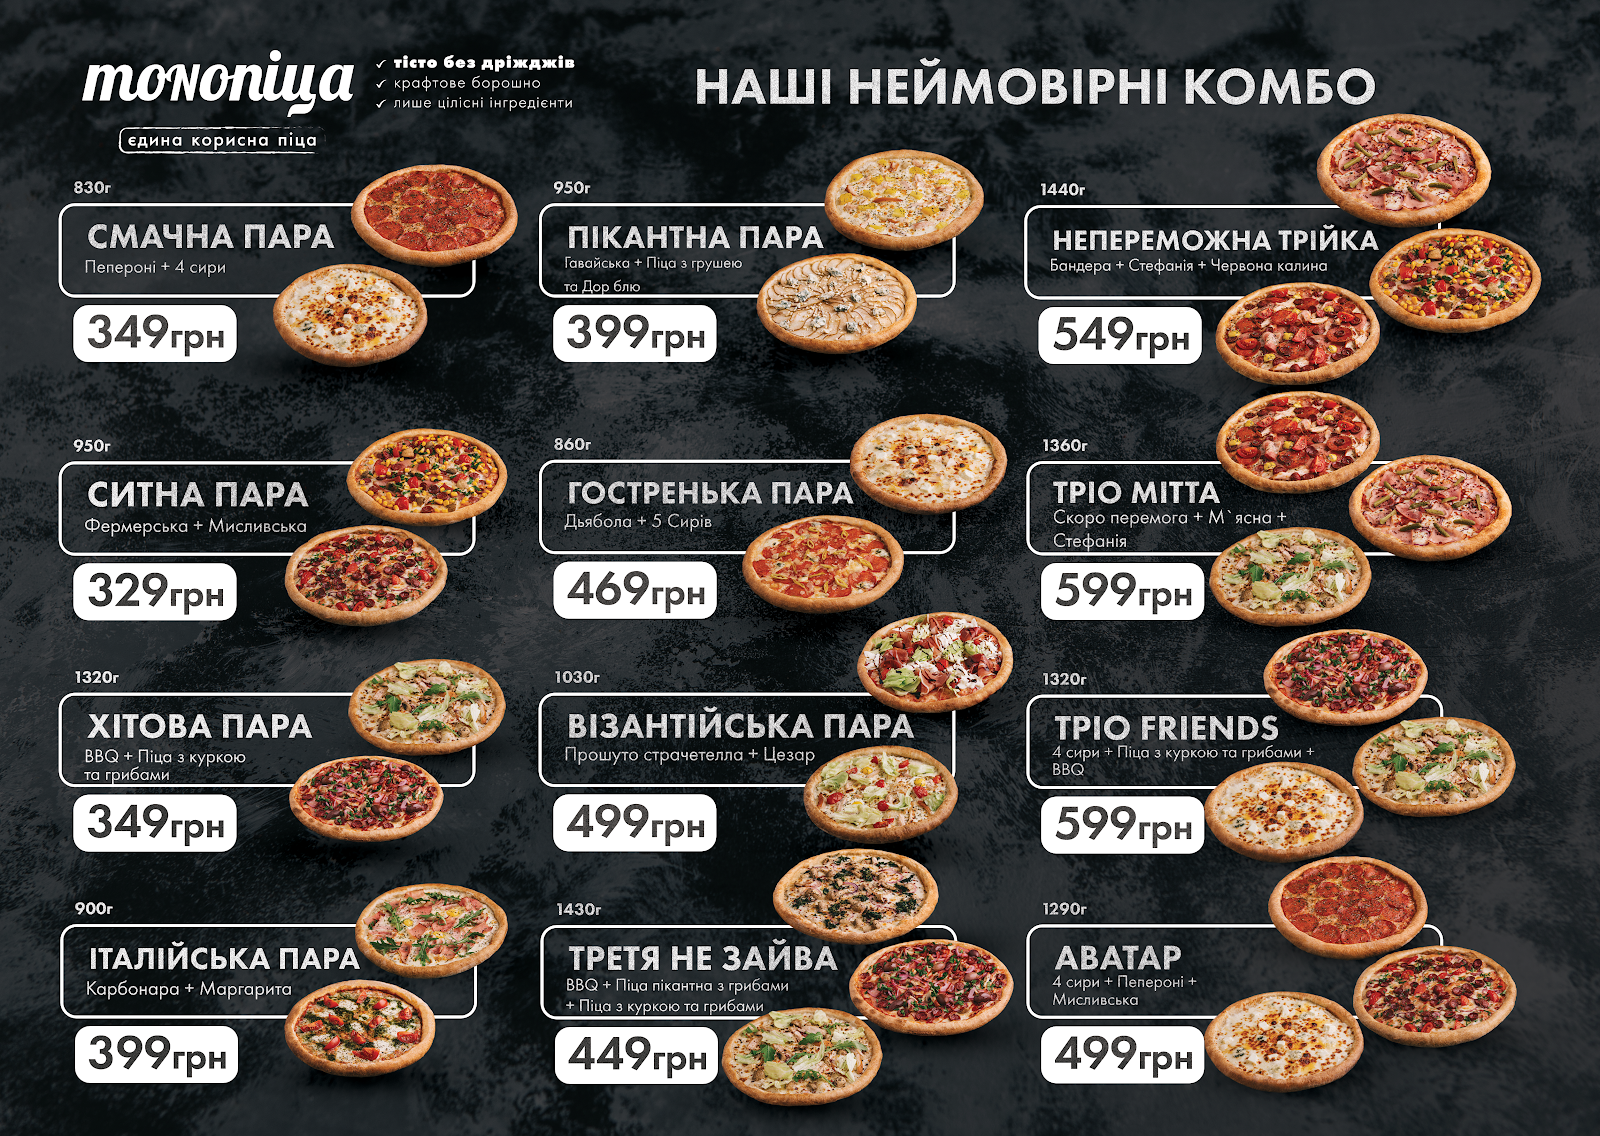 моNопіца
✓ тісто без дріжджів
✓ крафтове борошно
✓ лише цілісні інгредієнти
єдина корисна піца
НАШІ НЕЙМОВІРНІ КОМБО
830г
СМАЧНА ПАРА
Пепероні + 4 сири
349грн
950г
ПІКАНТНА ПАРА
Гавайська + Піца з грушею
та Дор блю
399грн
1440г
НЕПЕРЕМОЖНА ТРІЙКА
Бандера + Стефанія + Червона калина
549грн
950г
СИТНА ПАРА
Фермерська + Мисливська
329грн
860г
ГОСТРЕНЬКА ПАРА
Дьябола + 5 Сирів
469грн
1360г
ТРІО МІТТА
Скоро перемога + М`ясна +
Стефанія
599грн
1320г
ХІТОВА ПАРА
BBQ + Піца з куркою
та грибами
349грн
1030г
ВІЗАНТІЙСЬКА ПАРА
Прошуто страчетелла + Цезар
499грн
1320г
ТРІО FRIENDS
4 сири + Піца з куркою та грибами +
BBQ
599грн
900г
ІТАЛІЙСЬКА ПАРА
Карбонара + Маргарита
399грн
1430г
ТРЕТЯ НЕ ЗАЙВА
BBQ + Піца пікантна з грибами
+ Піца з куркою та грибами
449грн
1290г
АВАТАР
4 сири + Пепероні +
Мисливська
499грн